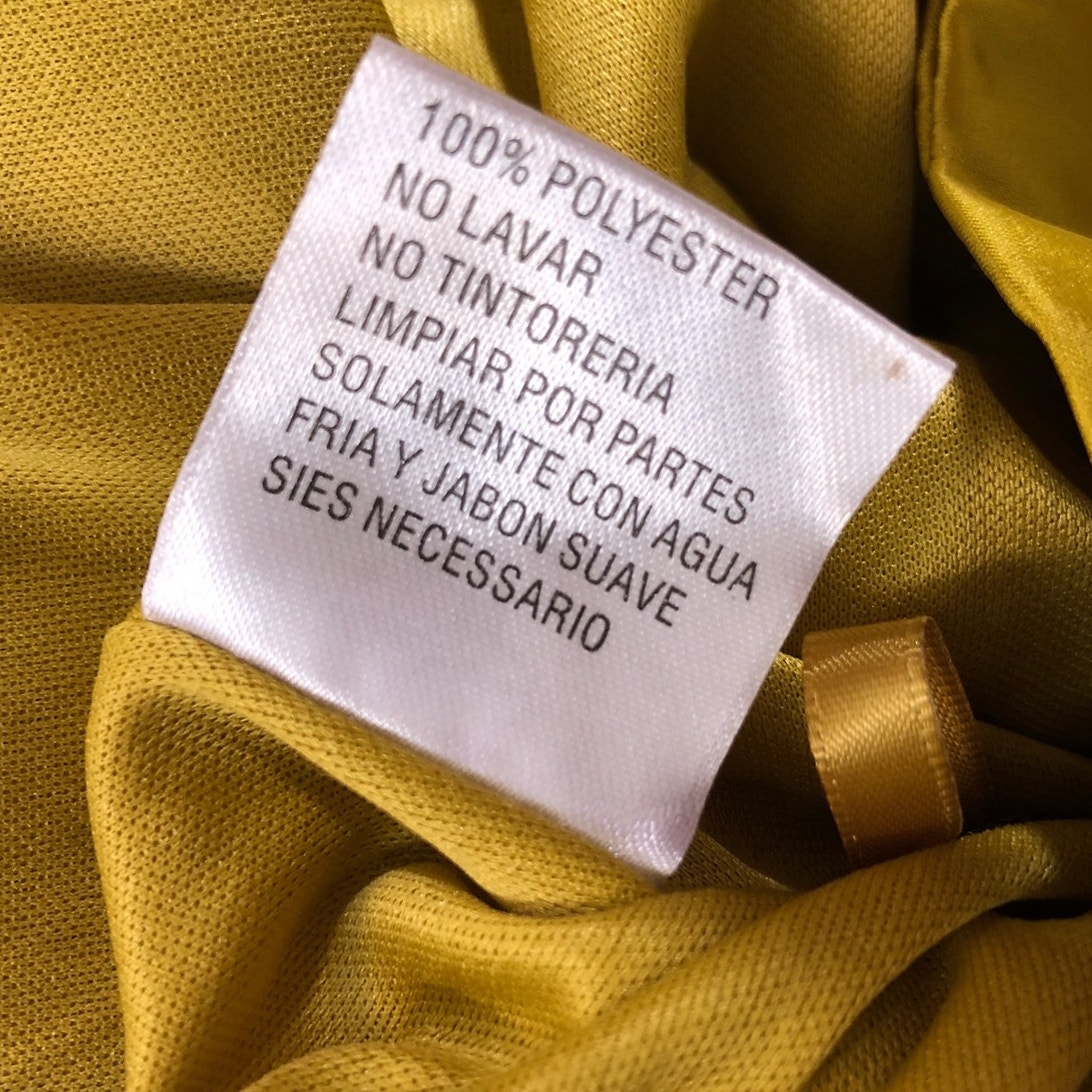 100% POLYESTER
NO LAVAR
NO TINTORERIA
LIMPIAR POR PARTES
SOLAMENTE CON AGUA
FRIA Y JABON SUAVE
SIES NECESSARIO